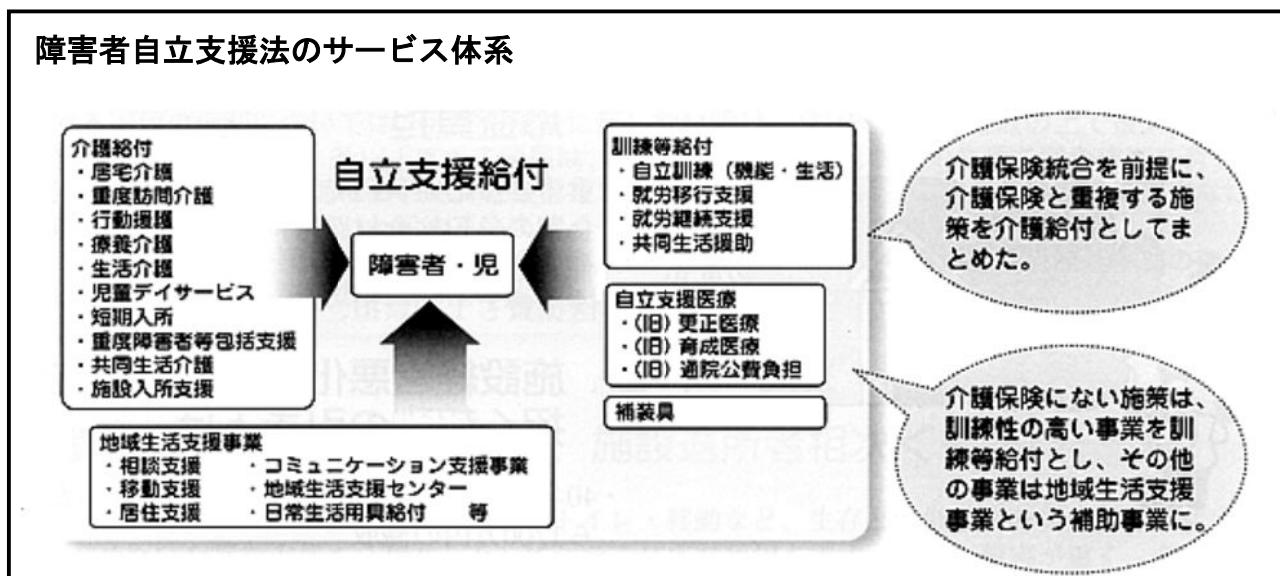 障害者自立支援法のサービス体系
介護給付
・居宅介護
・重度訪問介護
・行動援護
・療養介護
・生活介護
・児童デイサービス
・短期入所
・重度障害者等包括支援
・共同生活介護
・施設入所支援
自立支援給付
障害者・児
訓練等給付
・自立訓練（機能・生活）
・就労移行支援
・就労継続支援
・共同生活援助
自立支援医療
・(旧) 更正医療
・(旧) 育成医療
・(旧) 通院公費負担
補装具
地域生活支援事業
・相談支援 ・コミュニケーション支援事業
・移動支援 ・地域生活支援センター
・居住支援 ・日常生活用具給付 等
介護保険統合を前提に、
介護保険と重複する施
策を介護給付としてま
とめた。
介護保険にない施策は、
訓練性の高い事業を訓
練等給付とし、その他
の事業は地域生活支援
事業という補助事業に。